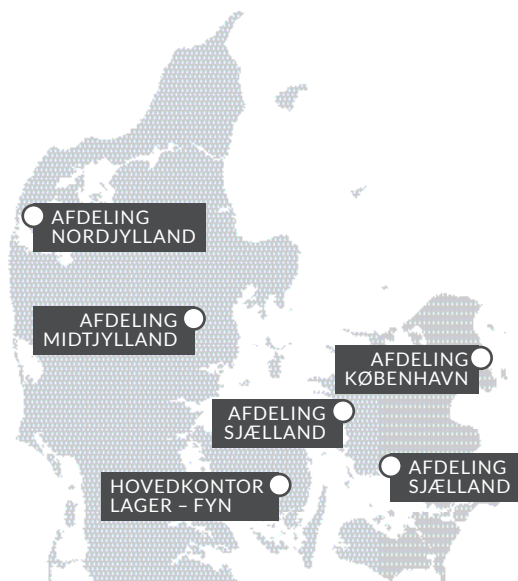 AFDELING
NORDJYLLAND
AFDELING
MIDTJYLLAND
AFDELING
KØBENHAVN
AFDELING
SJÆLLAND
AFDELING
SJÆLLAND
HOVEDKONTOR
LAGER – FYN